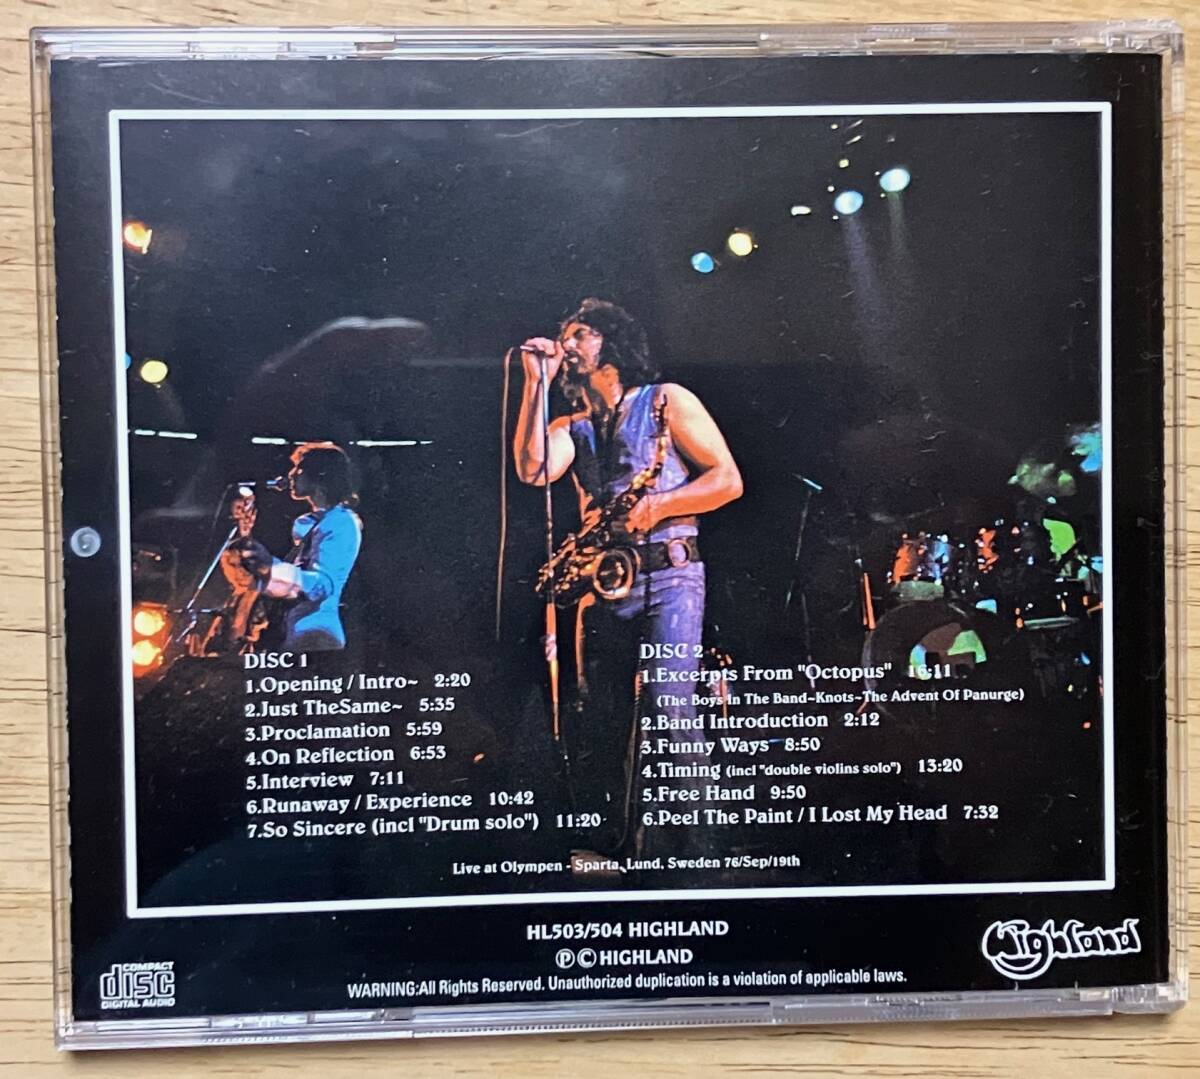 DISC 1
1.Opening / Intro~ 2:20
2.Just TheSame~ 5:35
3.Proclamation 5:59
4.On Reflection 6:53
5.Interview 7:11
6.Runaway / Experience 10:42
7.So Sincere (incl "Drum solo") 11:20
DISC 2
1.Excerpts From "Octopus" 16:11
(The Boys In The Band~Knots~The Advent Of Panurge)
2.Band Introduction 2:12
3.Funny Ways 8:50
4.Timing (incl "double violins solo") 13:20
5.Free Hand 9:50
6.Peel The Paint / I Lost My Head 7:32
Live at Olympen - Sparta, Lund, Sweden 76/Sep/19th
HL503/504 HIGHLAND
ⓅⒸ HIGHLAND
WARNING:All Rights Reserved. Unauthorized duplication is a violation of applicable laws.
COMPACT
disc
DIGITAL AUDIO
Highland